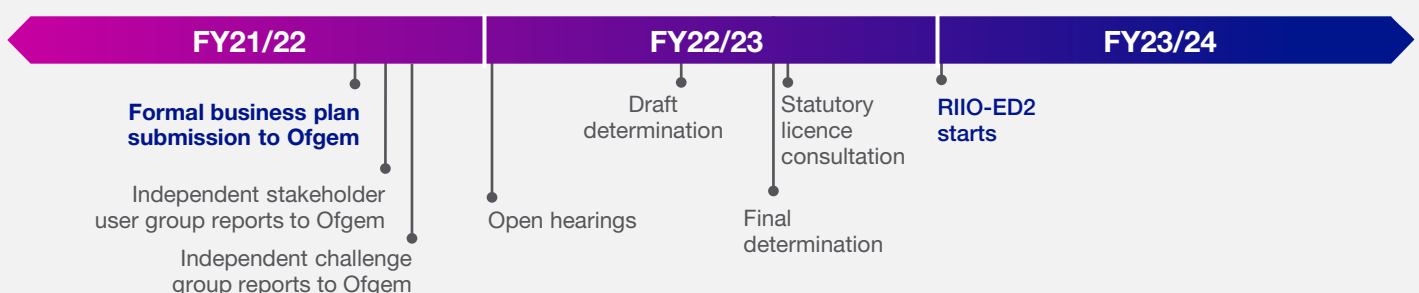 FY21/22
FY22/23
FY23/24
Formal business plan
submission to Ofgem
Independent stakeholder
user group reports to Ofgem
Independent challenge
group reports to Ofgem
Open hearings
Draft
determination
Final
determination
Statutory
licence
consultation
RIIO-ED2
starts